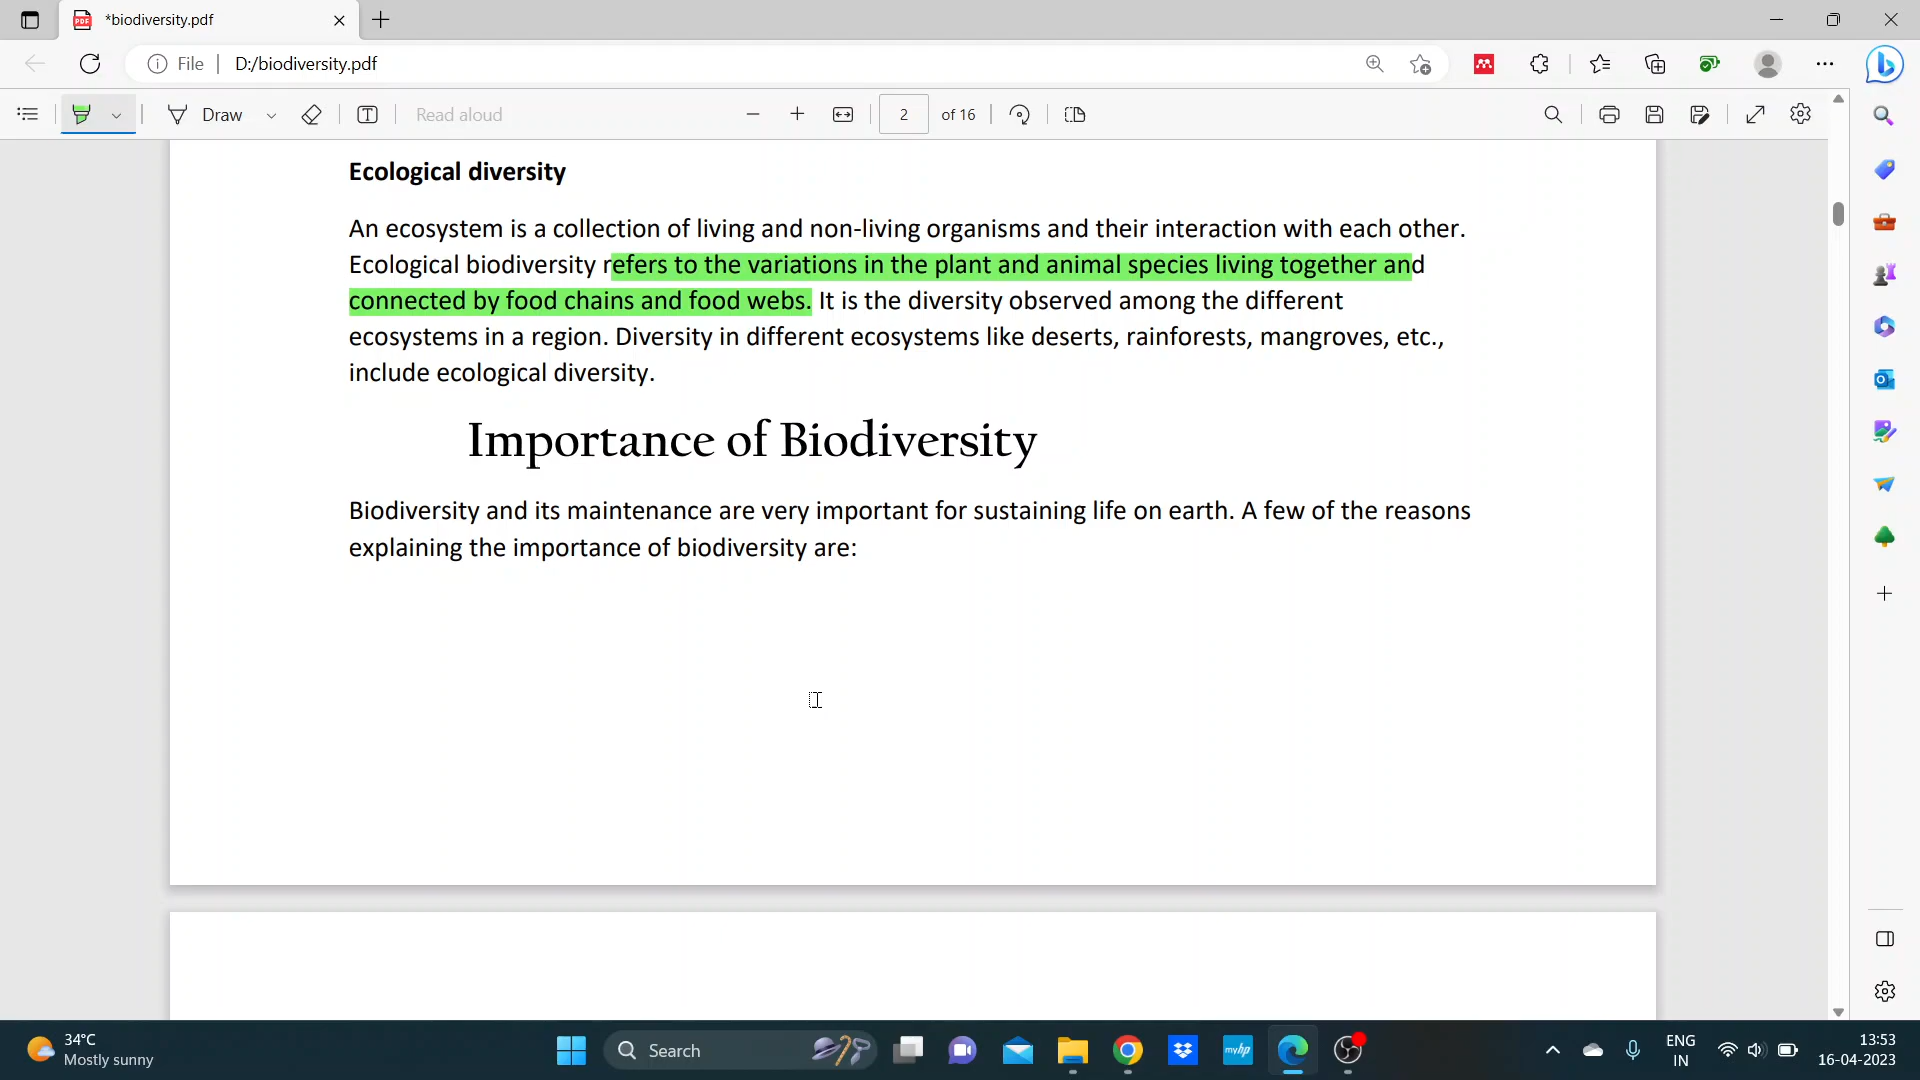 *biodiversity.pdf
File
D:/biodiversity.pdf
Draw
Read aloud
2
of 16
Ecological diversity
An ecosystem is a collection of living and non-living organisms and their interaction with each other.
Ecological biodiversity refers to the variations in the plant and animal species living together and
connected by food chains and food webs. It is the diversity observed among the different
ecosystems in a region. Diversity in different ecosystems like deserts, rainforests, mangroves, etc.,
include ecological diversity.
Importance of Biodiversity
Biodiversity and its maintenance are very important for sustaining life on earth. A few of the reasons
explaining the importance of biodiversity are:
34°C
Mostly sunny
Search
myhp
ENG
IN
13:53
16-04-2023